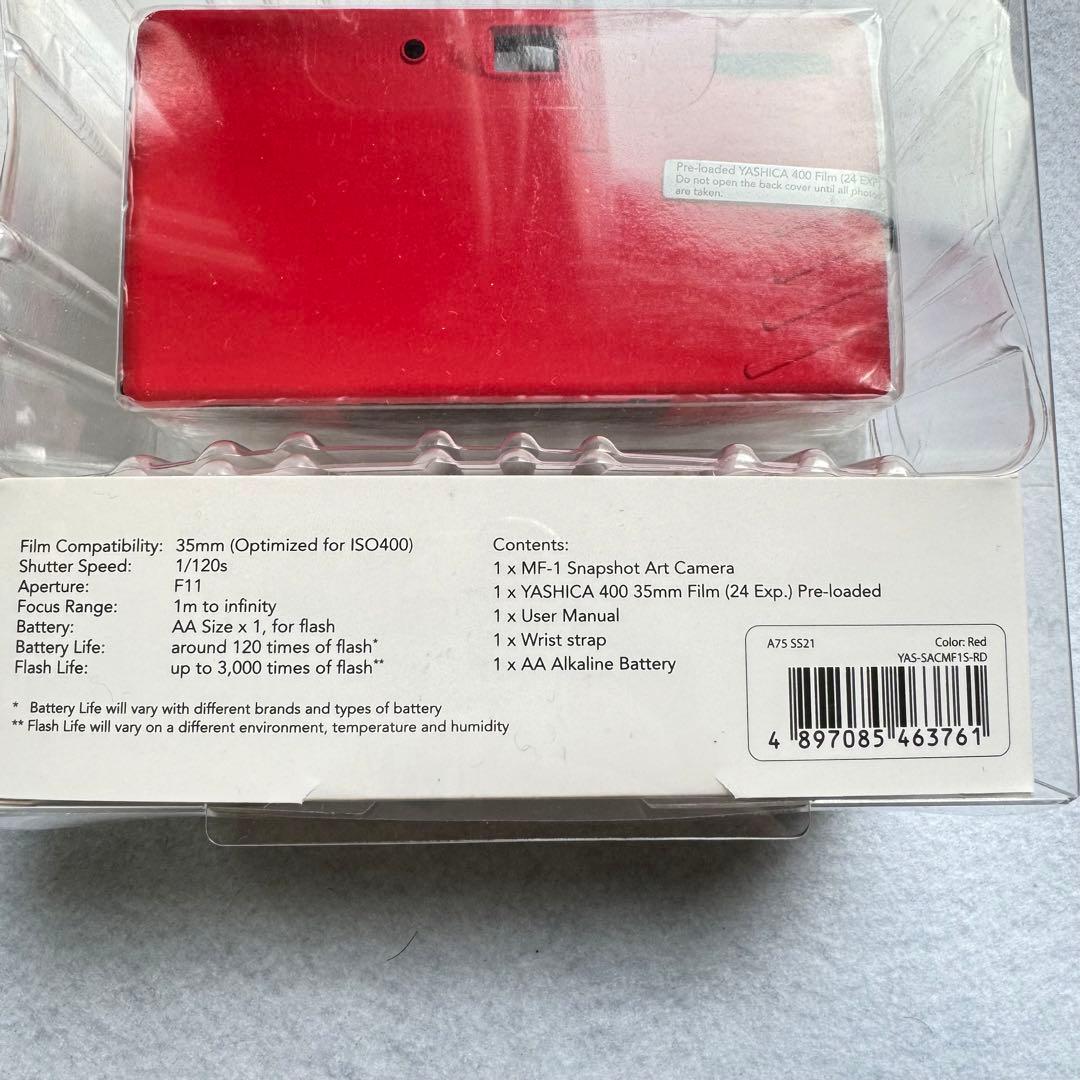 Pre-loaded YASHICA 400 Film (24 EXP.)
Do not open the back cover until all photos
are taken.
Film Compatibility: 35mm (Optimized for ISO400)
Shutter Speed: 1/120s
Aperture: F11
Focus Range: 1m to infinity
Battery: AA Size x 1, for flash
Battery Life: around 120 times of flash*
Flash Life: up to 3,000 times of flash**
* Battery Life will vary with different brands and types of battery
** Flash Life will vary on a different environment, temperature and humidity
Contents:
1 x MF-1 Snapshot Art Camera
1 x YASHICA 400 35mm Film (24 Exp.) Pre-loaded
1 x User Manual
1 x Wrist strap
1 x AA Alkaline Battery
A75 SS21 Color: Red
YAS-SACMF1S-RD
4 897085 463761